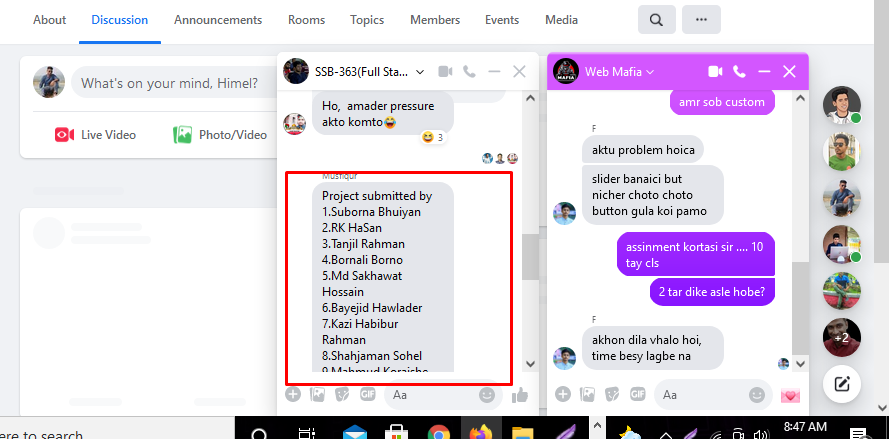 About Discussion Announcements Rooms Topics Members Events Media
What's on your mind, Himel?
Live Video Photo/Video
SSB-363(Full Sta...
Ho, amader pressure
akto komto😂
😂 3
Musfiqur
Project submitted by
1.Suborna Bhuiyan
2.RK HaSan
3.Tanjil Rahman
4.Bornali Borno
5.Md Sakhawat
Hossain
6.Bayejid Hawlader
7.Kazi Habibur
Rahman
8.Shahjaman Sohel
9.Mahmud Koraishe
GIF Aa
Web Mafia
MAFIA
amr sob custom
F
aktu problem hoica
slider banaici but
nicher choto choto
button gula koi pamo
assinment kortasi sir .... 10
tay cls
2 tar dike asle hobe?
F
akhon dila vhalo hoi,
time besy lagbe na
GIF Aa
+2
ere to search
8:47 AM